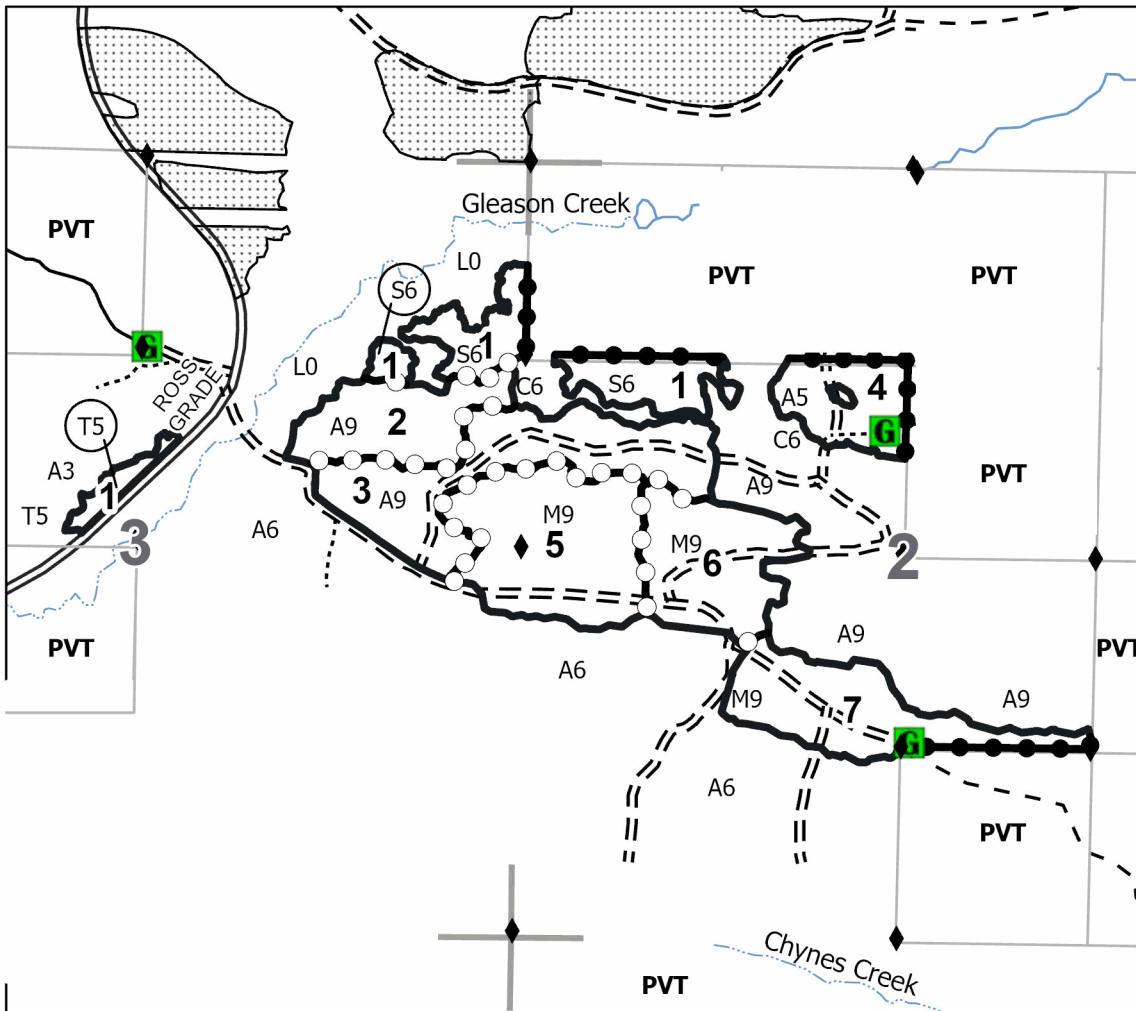 Gleason Creek
PVT
L0
PVT
PVT
S6
G
1
S6
1
L0
ROSS
GRADE
C6
S6
1
A5
4
T5
A9
2
G
C6
A3
1
A9
PVT
3
A9
T5
M9
A6
5
M9
3
6
2
PVT
A9
PVT
A6
M9
7
A9
G
A6
PVT
Chynes Creek
PVT